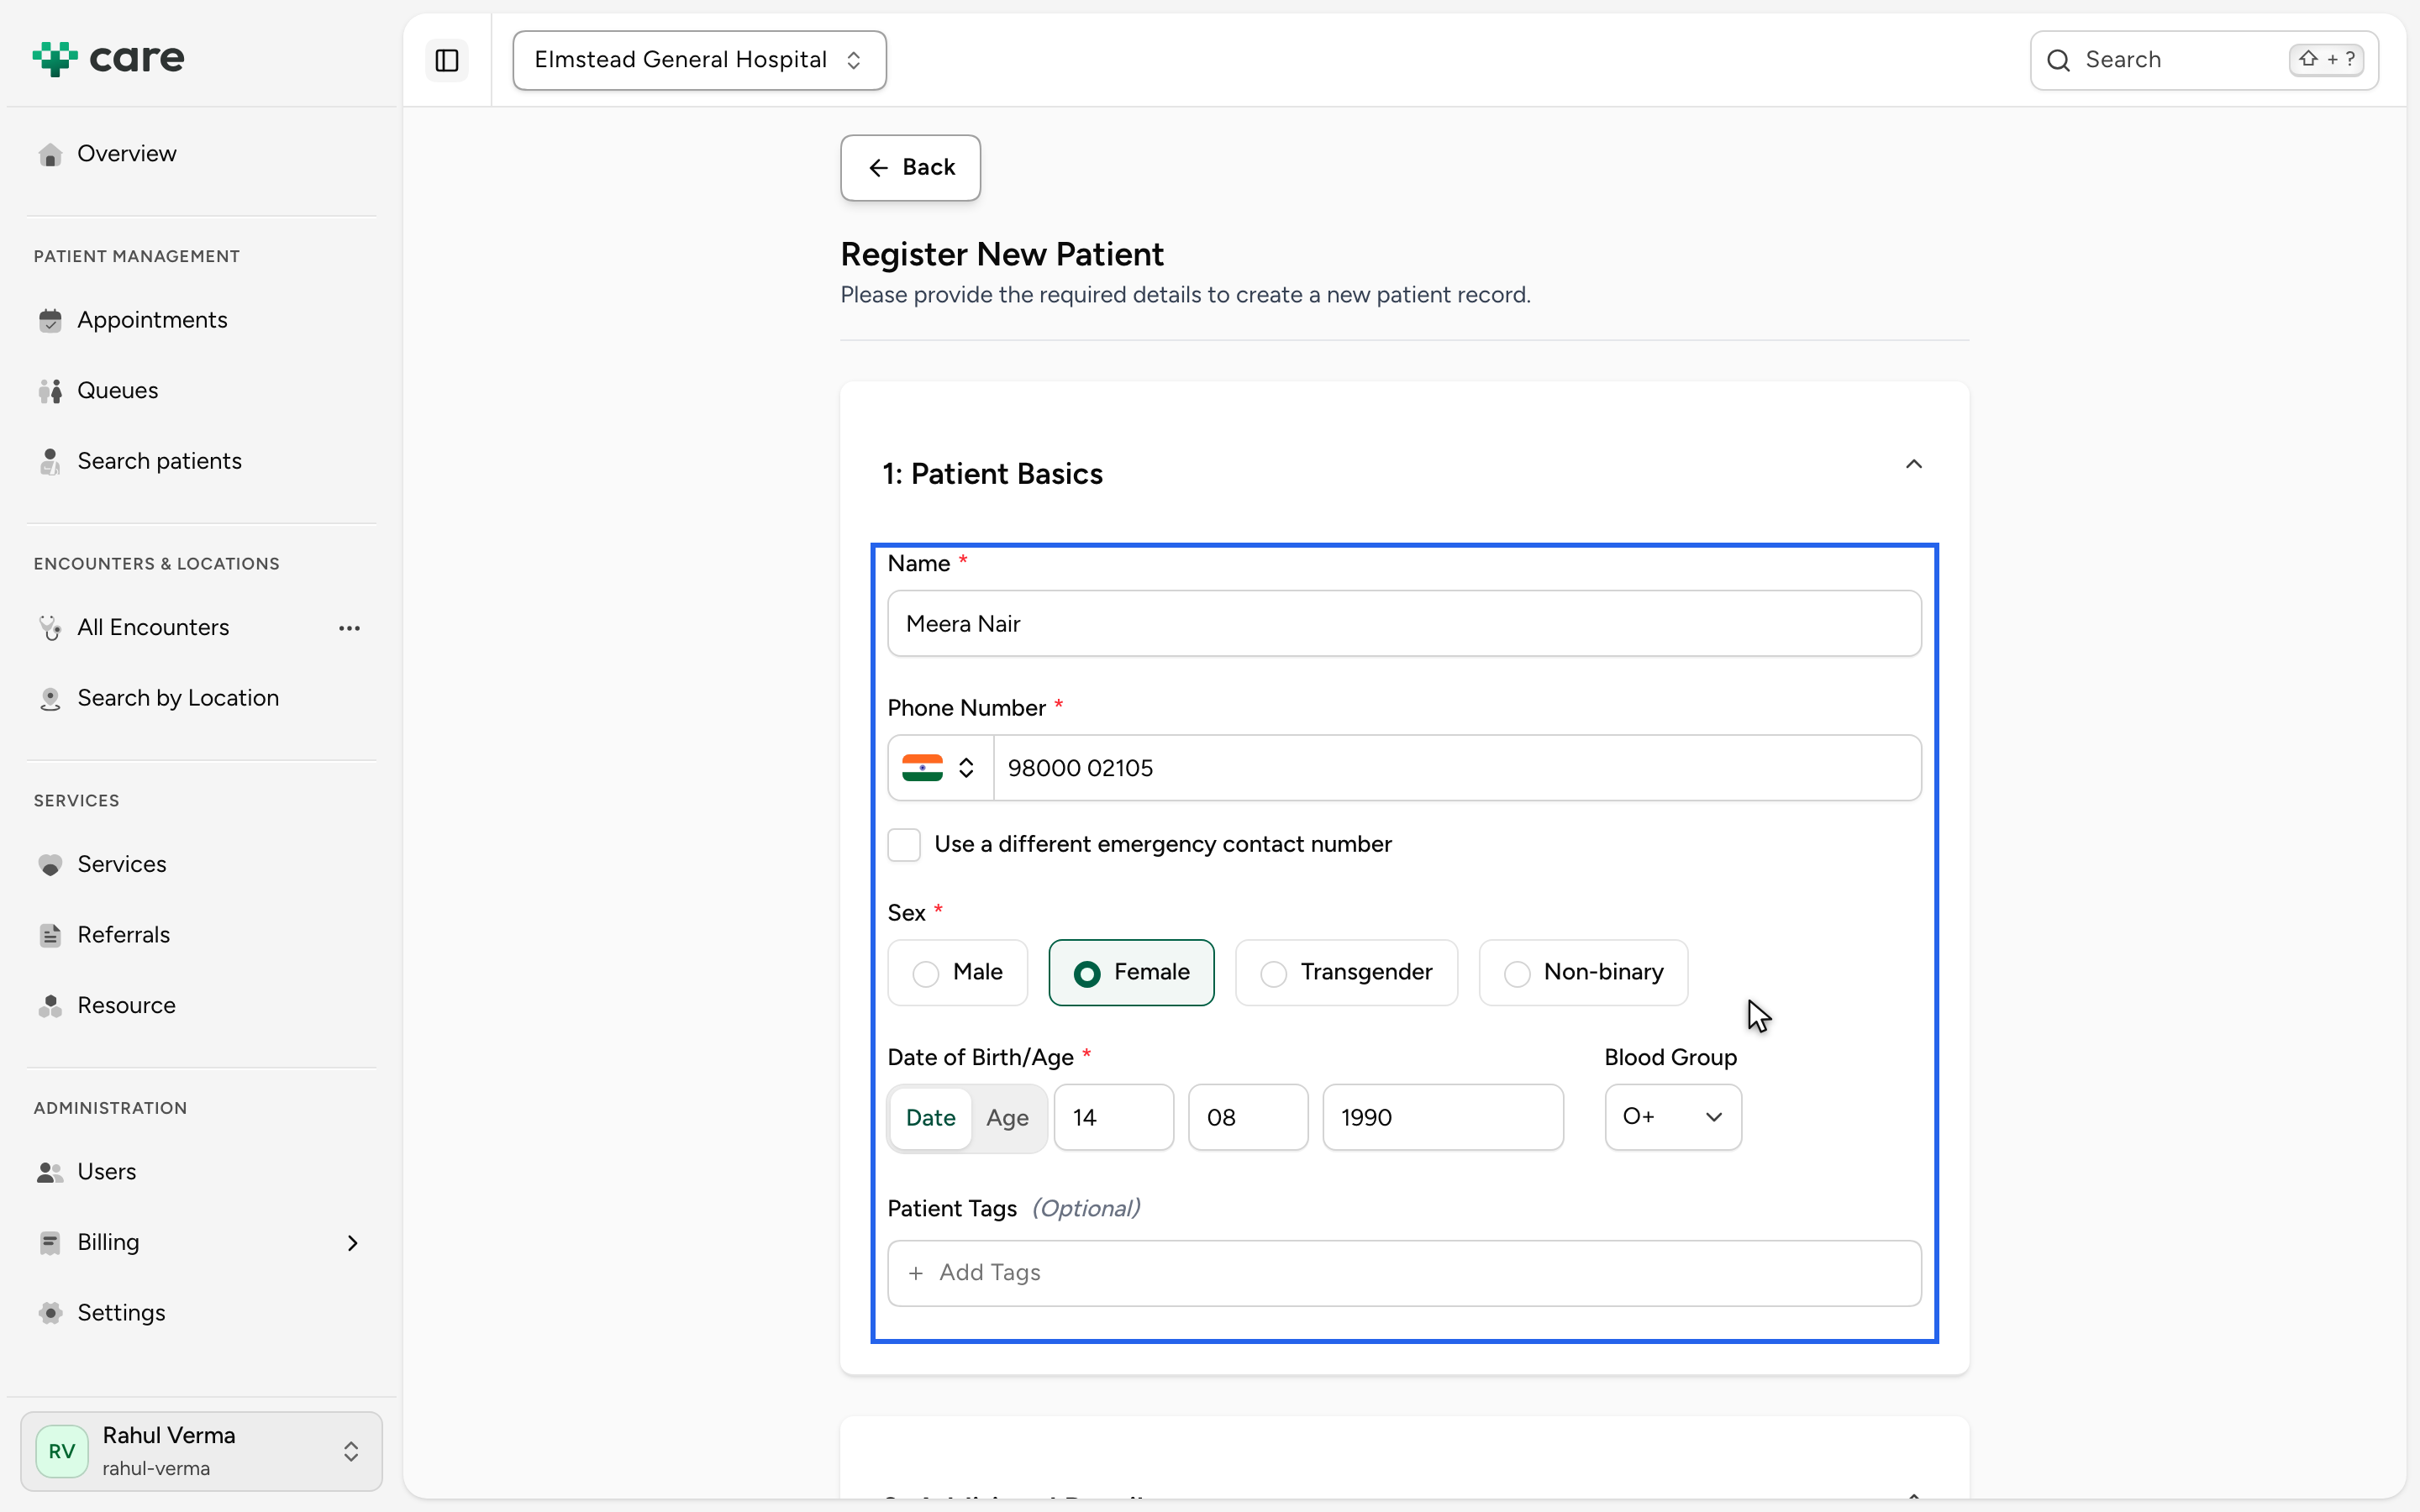 care
Overview
PATIENT MANAGEMENT
Appointments
Queues
Search patients
ENCOUNTERS & LOCATIONS
All Encounters
Search by Location
SERVICES
Services
Referrals
Resource
ADMINISTRATION
Users
Billing
Settings
RV
Rahul Verma
rahul-verma
Elmstead General Hospital
Search
+ ?
Back
Register New Patient
Please provide the required details to create a new patient record.
1: Patient Basics
Name *
Meera Nair
Phone Number *
98000 02105
Use a different emergency contact number
Sex *
Male Female Transgender Non-binary
Date of Birth/Age * Blood Group
Date Age 14 08 1990 O+
Patient Tags (Optional)
+ Add Tags